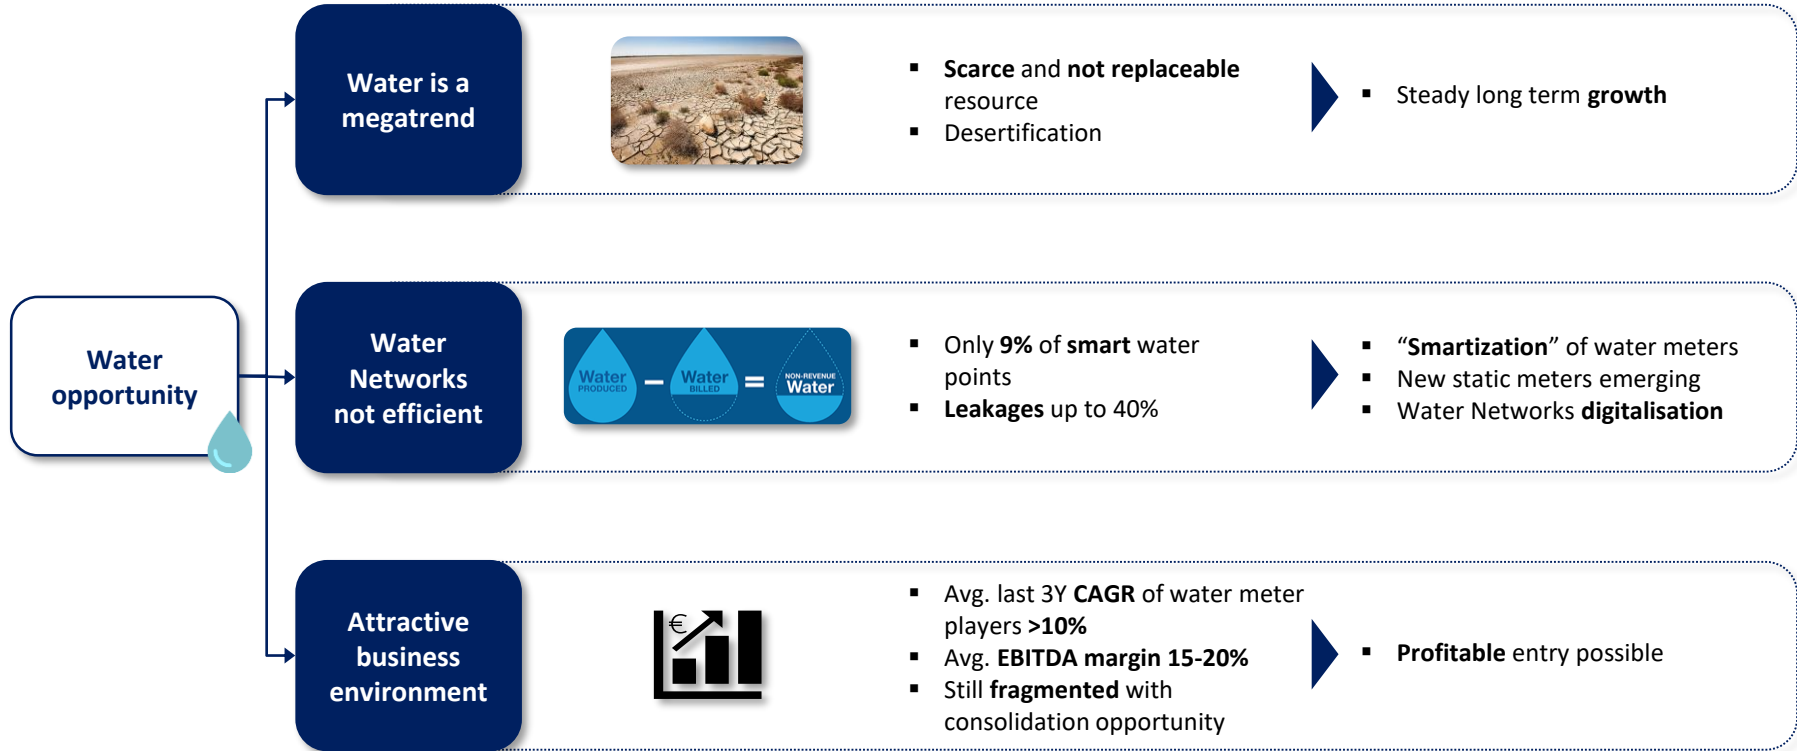 Water is a
megatrend
▪ Scarce and not replaceable
resource
▪ Desertification
▪ Steady long term growth
Water
opportunity
Water
Networks
not efficient
Water
PRODUCED
–
Water
BILLED
=
NON-REVENUE
Water
▪ Only 9% of smart water
points
▪ Leakages up to 40%
▪ “Smartization” of water meters
▪ New static meters emerging
▪ Water Networks digitalisation
Attractive
business
environment
€
▪ Avg. last 3Y CAGR of water meter
players >10%
▪ Avg. EBITDA margin 15-20%
▪ Still fragmented with
consolidation opportunity
▪ Profitable entry possible